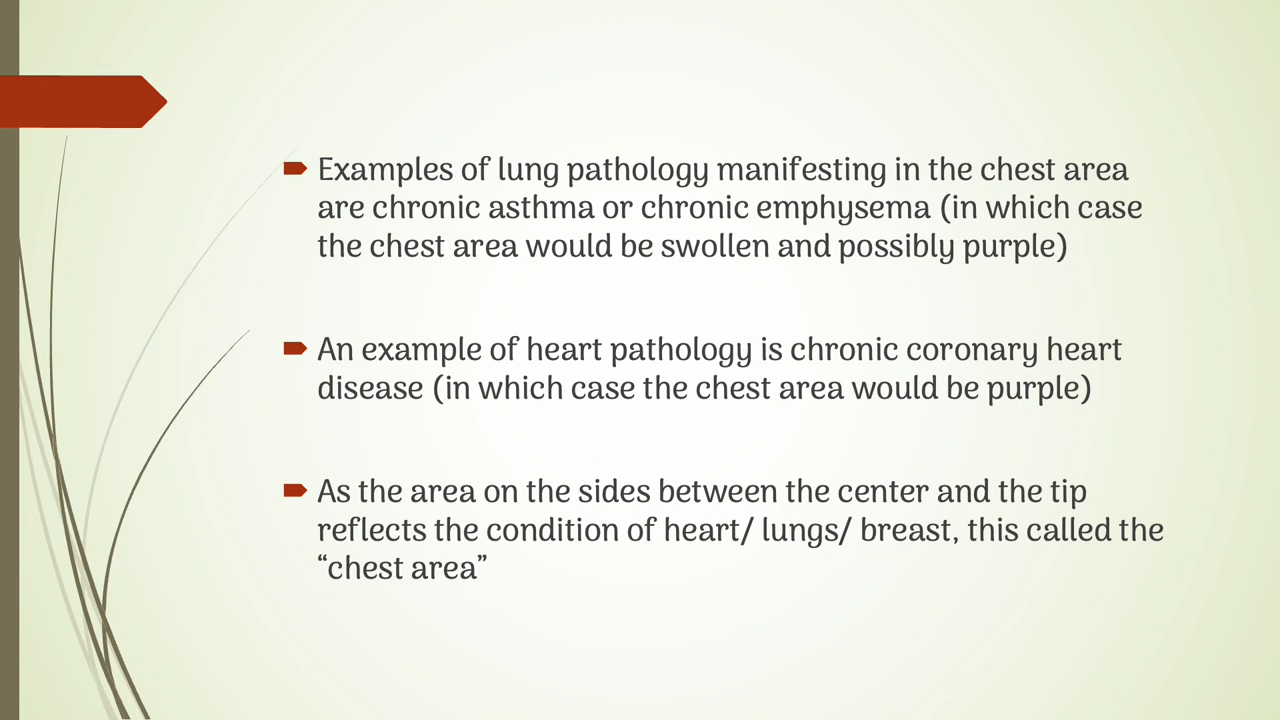 Examples of lung pathology manifesting in the chest area
are chronic asthma or chronic emphysema (in which case
the chest area would be swollen and possibly purple)
An example of heart pathology is chronic coronary heart
disease (in which case the chest area would be purple)
As the area on the sides between the center and the tip
reflects the condition of heart/ lungs/ breast, this called the
“chest area”